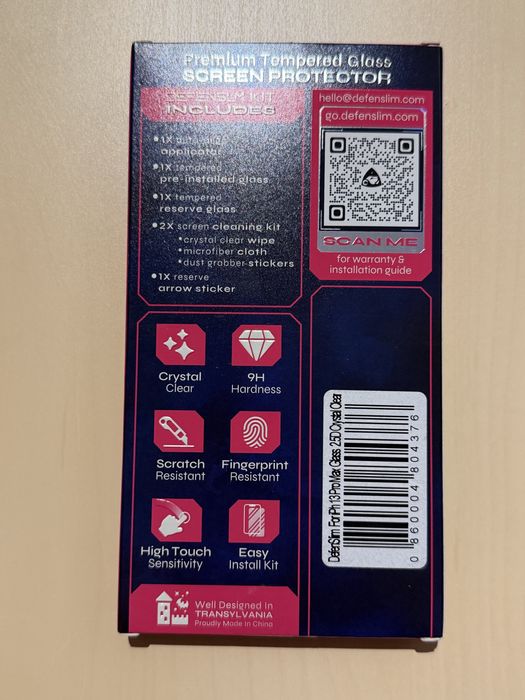 Premium Tempered Glass
SCREEN PROTECTOR
DEFENSLIM KIT
INCLUDES
1X
applicator
1X tempered
pre-installed glass
1X tempered
reserve glass
2X screen cleaning kit
crystal clear wipe
microfiber cloth
dust grabber stickers
1X reserve
arrow sticker
hello@defenslim.com
go.defenslim.com
SCAN ME
for warranty &
installation guide
Crystal
Clear
9H
Hardness
Scratch
Resistant
Fingerprint
Resistant
High Touch
Sensitivity
Easy
Install Kit
DefenSlim For iPh 13 Pro Max Glass 2.5D Crystal Clear
0 860004 804376
Well Designed in
TRANSYLVANIA
Proudly Made in China